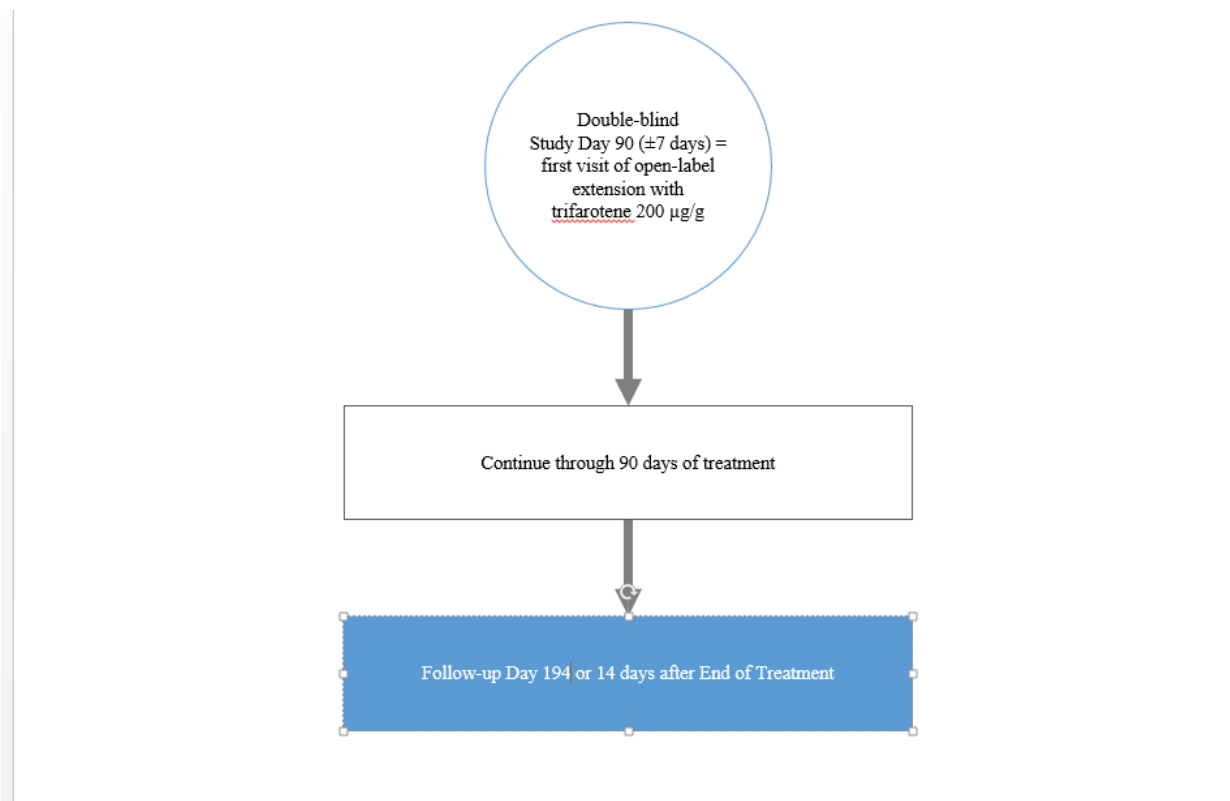 Double-blind
Study Day 90 (±7 days) =
first visit of open-label
extension with
trifarotene 200 µg/g
Continue through 90 days of treatment
Follow-up Day 194 or 14 days after End of Treatment